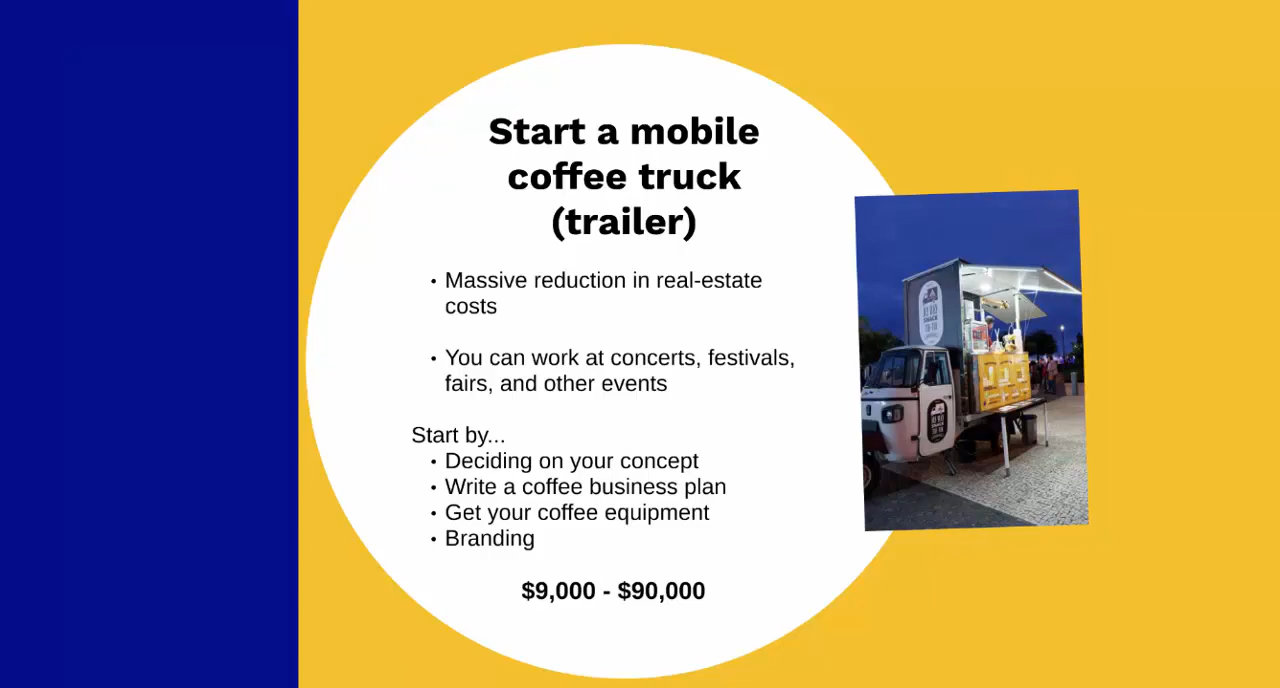 Start a mobile
coffee truck
(trailer)
• Massive reduction in real-estate
costs
• You can work at concerts, festivals,
fairs, and other events
Start by...
• Deciding on your concept
• Write a coffee business plan
• Get your coffee equipment
• Branding
$9,000 - $90,000